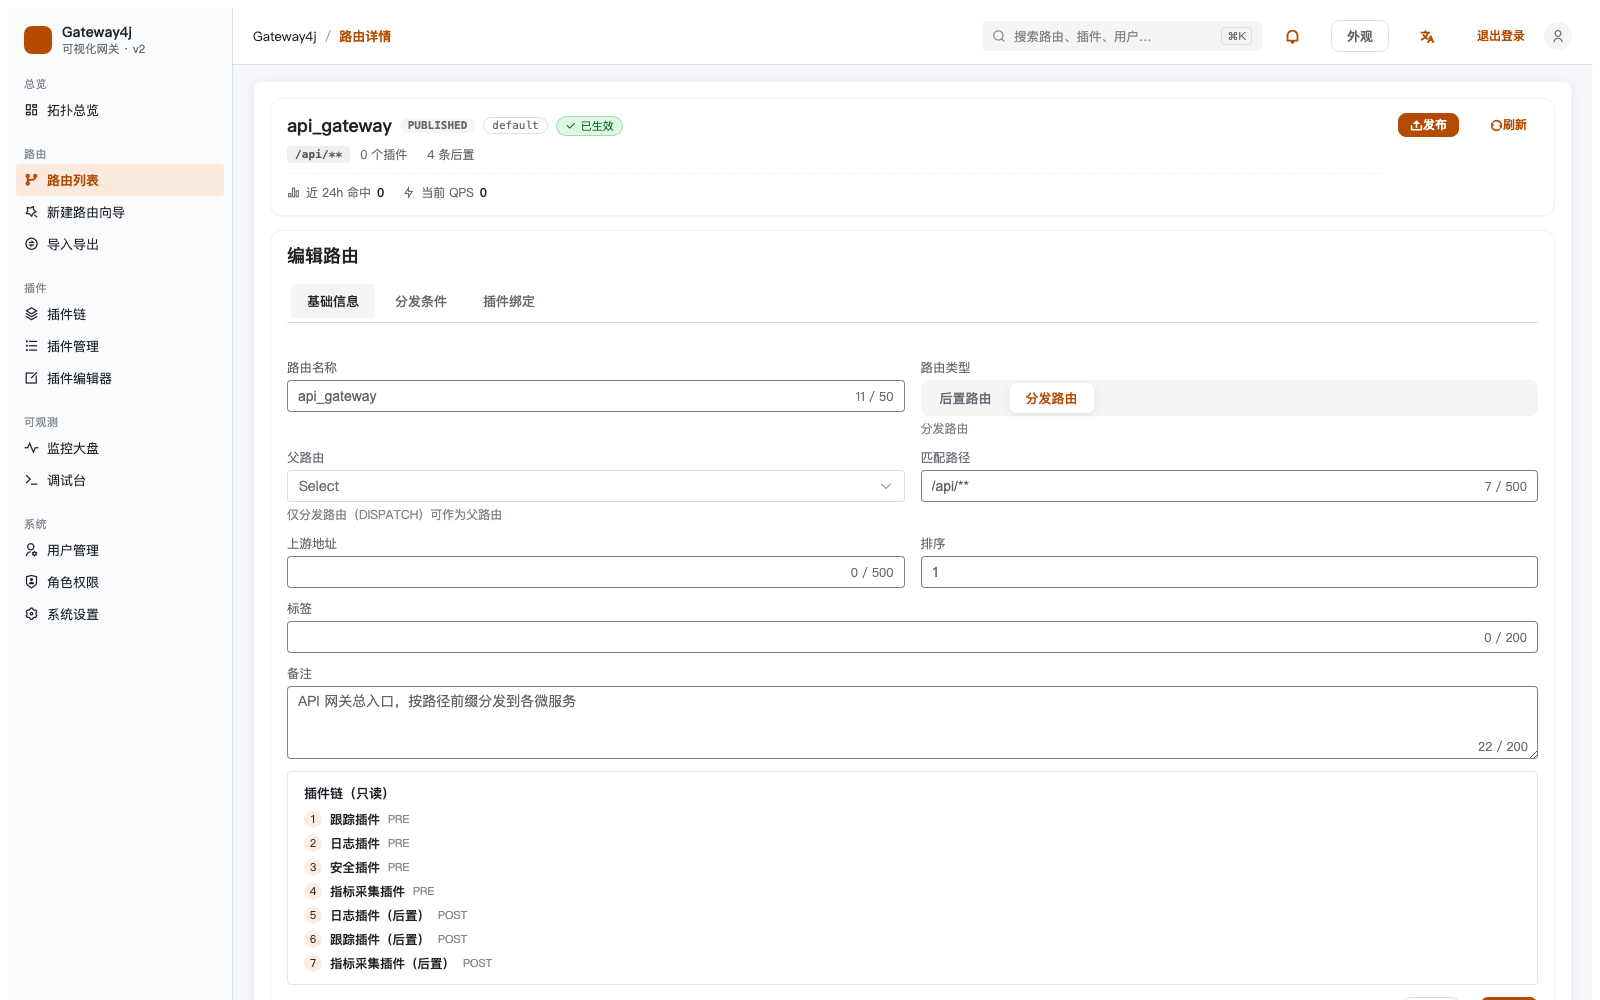 Gateway4j
可视化网关 · v2
总览
拓扑总览
路由
路由列表
新建路由向导
导入导出
插件
插件链
插件管理
插件编辑器
可观测
监控大盘
调试台
系统
用户管理
角色权限
系统设置
Gateway4j / 路由详情
搜索路由、插件、用户...
⌘K
外观
退出登录
api_gateway PUBLISHED default 已生效
发布
刷新
/api/** 0 个插件 4 条后置
近 24h 命中 0 当前 QPS 0
编辑路由
基础信息 分发条件 插件绑定
路由名称
api_gateway 11 / 50
路由类型
后置路由 分发路由
分发路由
父路由
Select
仅分发路由（DISPATCH）可作为父路由
匹配路径
/api/** 7 / 500
上游地址
0 / 500
排序
1
标签
0 / 200
备注
API 网关总入口，按路径前缀分发到各微服务
22 / 200
插件链（只读）
1 跟踪插件 PRE
2 日志插件 PRE
3 安全插件 PRE
4 指标采集插件 PRE
5 日志插件（后置） POST
6 跟踪插件（后置） POST
7 指标采集插件（后置） POST